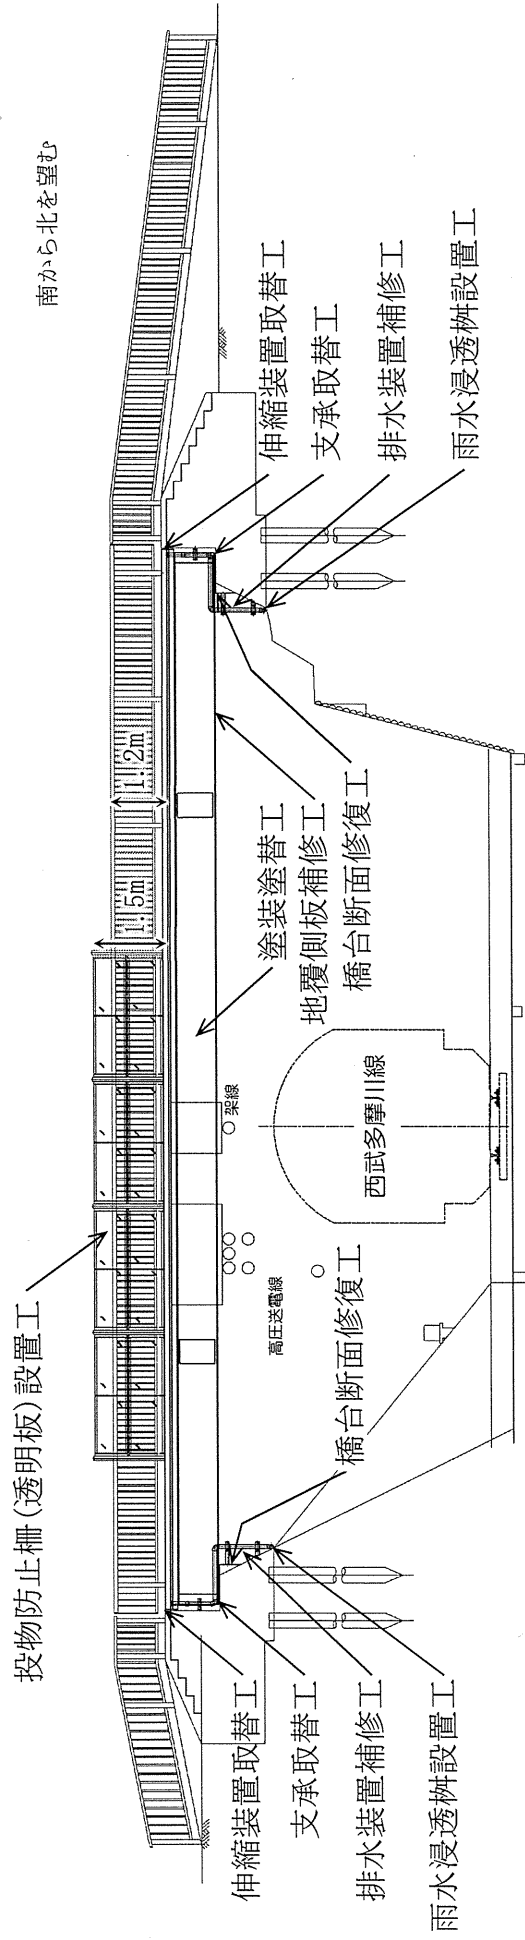 南から北を望む
投物防止柵(透明板)設置工
1.5m
1.2m
伸縮装置取替工
支承取替工
排水装置補修工
雨水浸透桝設置工
橋台断面修復工
高圧送電線
架線
西武多摩川線
塗装塗替工
地覆側板補修工
橋台断面修復工
伸縮装置取替工
支承取替工
排水装置補修工
雨水浸透桝設置工